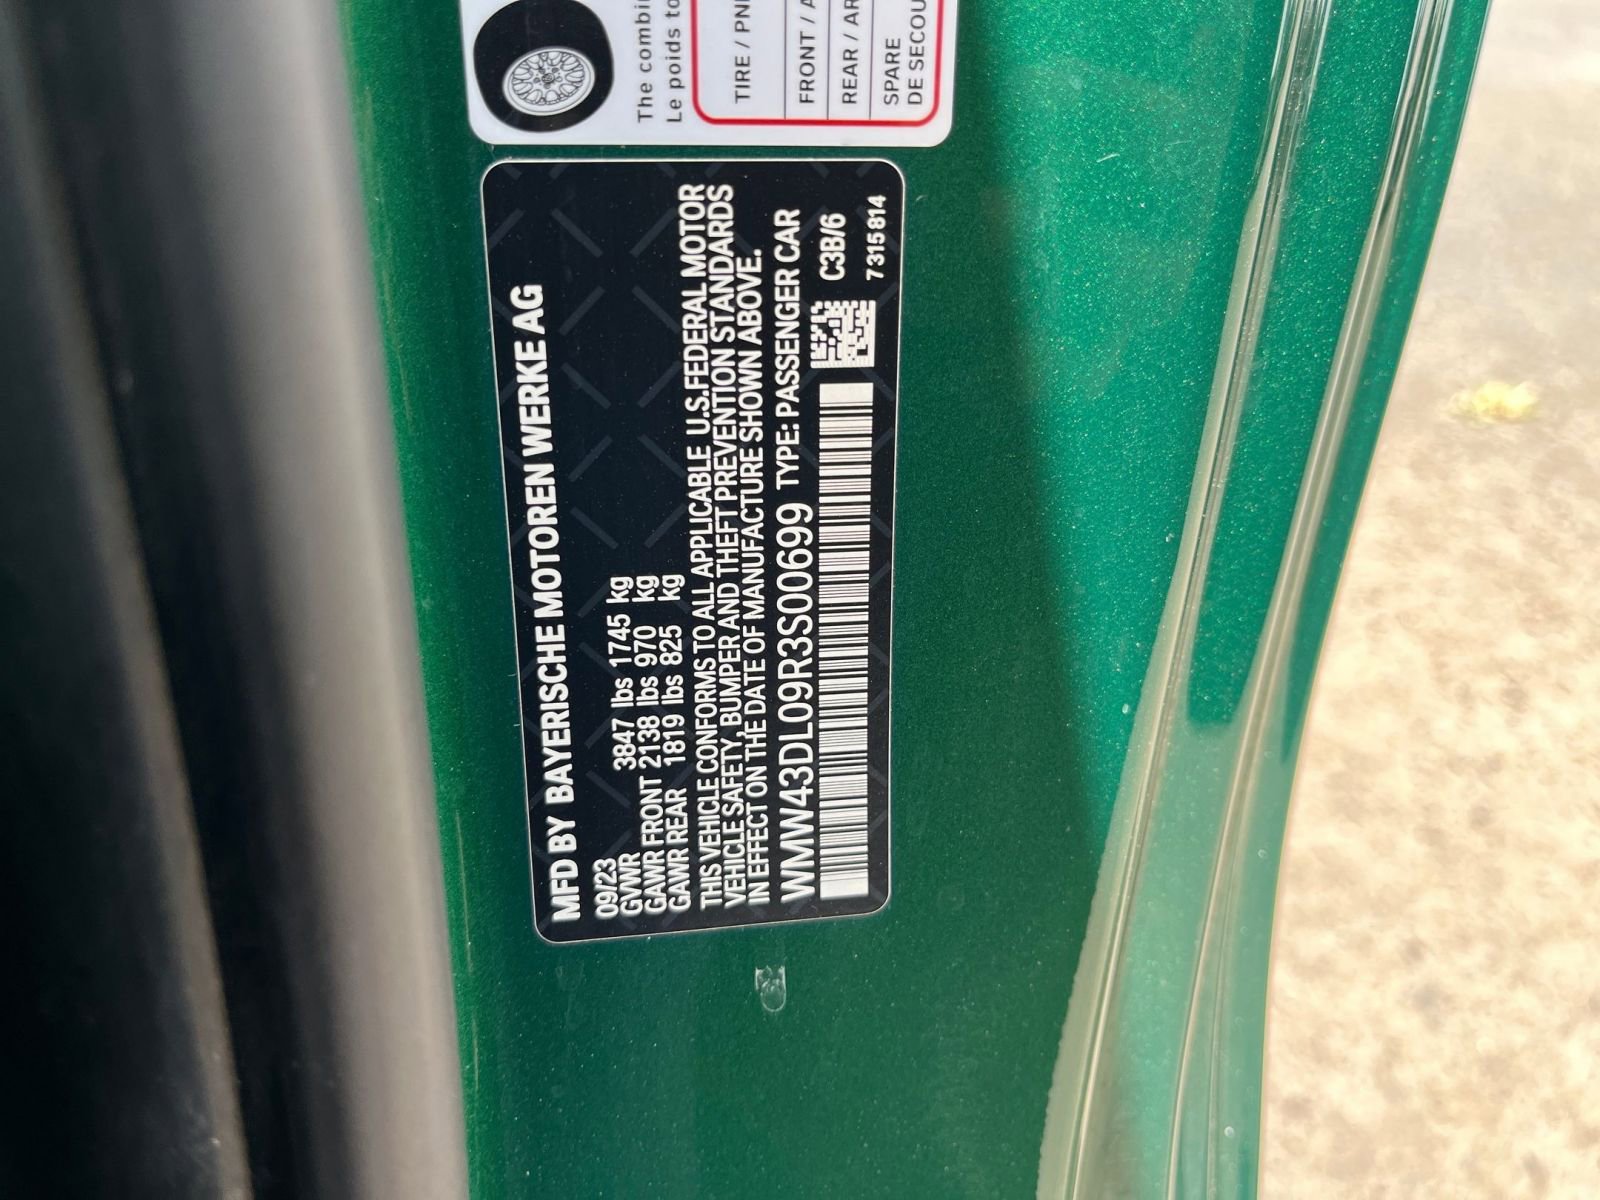 The combi
Le poids to
TIRE / PN
FRONT / A
REAR / AR
SPARE
DE SECOU
MFD BY BAYERISCHE MOTOREN WERKE AG
09/23
GVWR 3847 lbs 1745 kg
GAWR FRONT 2138 lbs 970 kg
GAWR REAR 1819 lbs 825 kg
THIS VEHICLE CONFORMS TO ALL APPLICABLE U.S.FEDERAL MOTOR
VEHICLE SAFETY, BUMPER AND THEFT PREVENTION STANDARDS
IN EFFECT ON THE DATE OF MANUFACTURE SHOWN ABOVE.
WMW43DL09R3S00699 TYPE: PASSENGER CAR
C3B/6
7315814